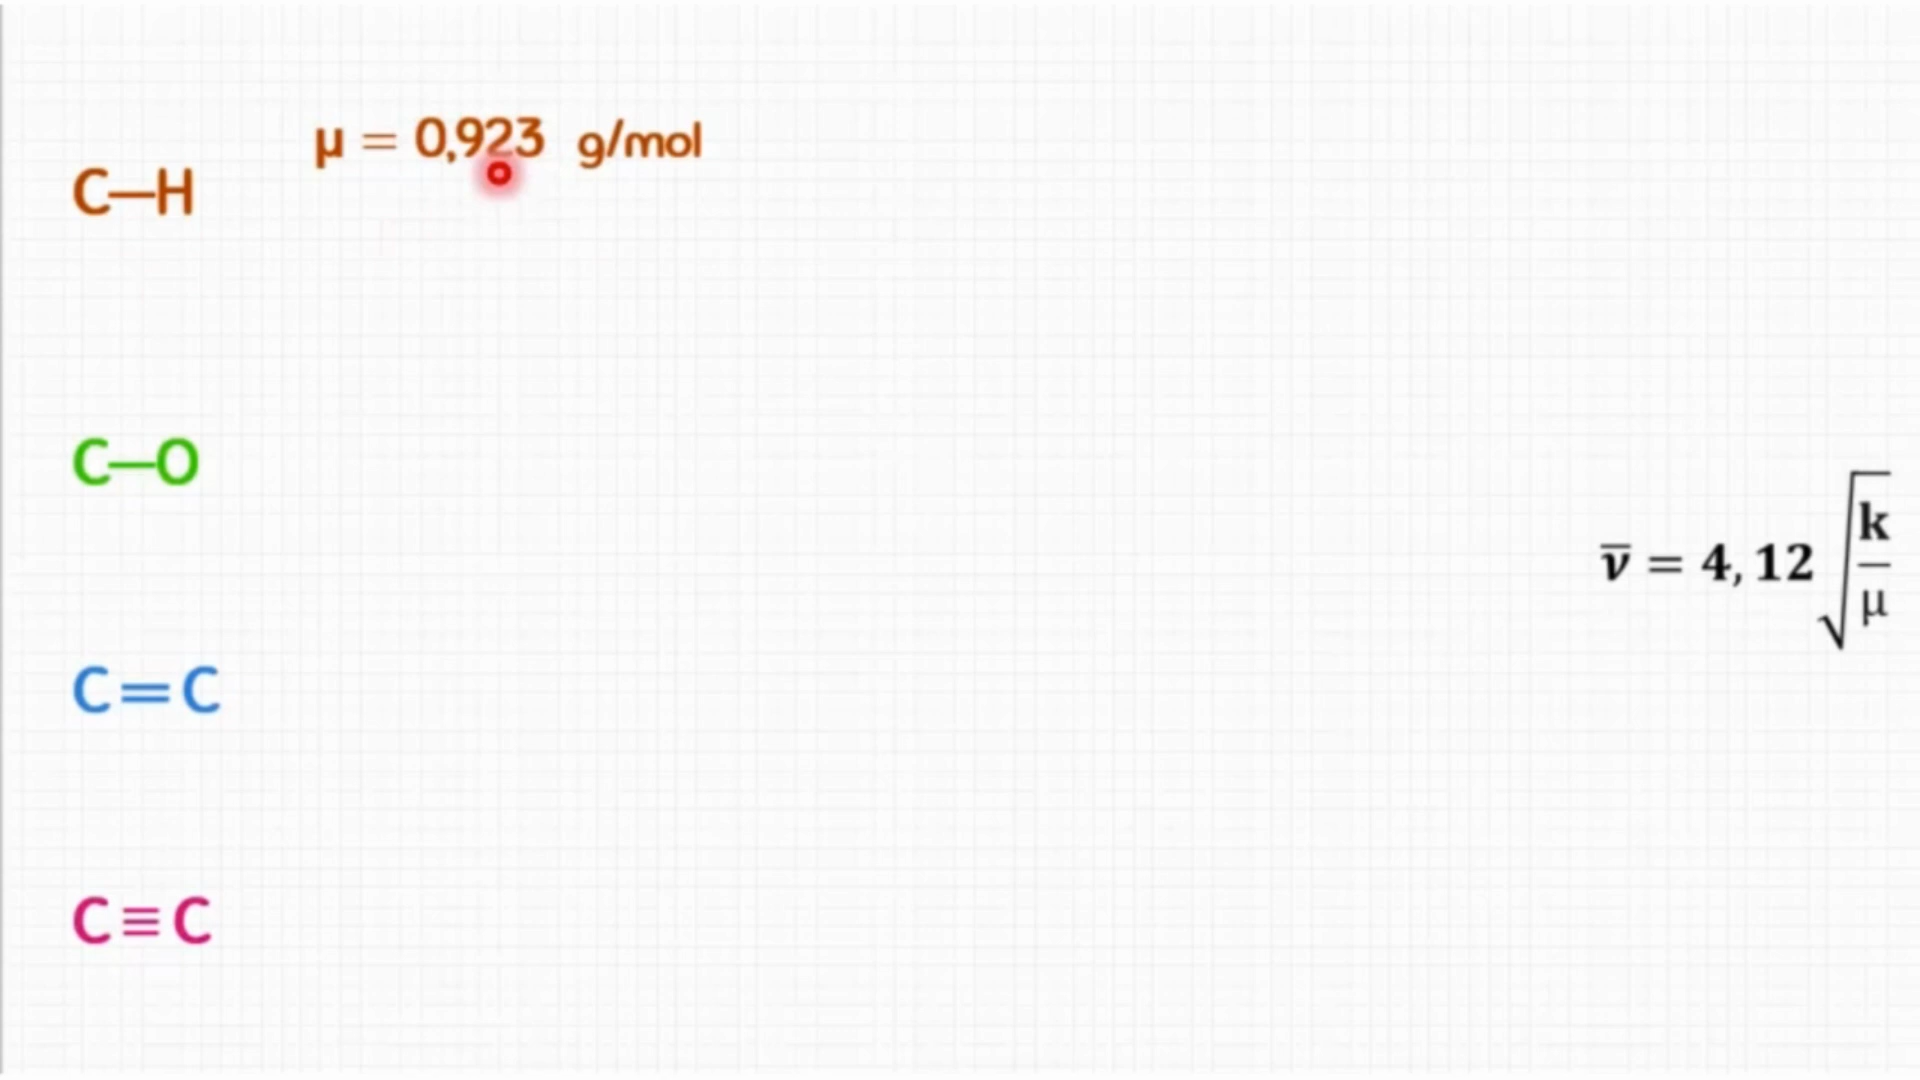 μ = 0,923 g/mol
C—H
C—O
ν̅ = 4,12 √(k/μ)
C=C
C≡C